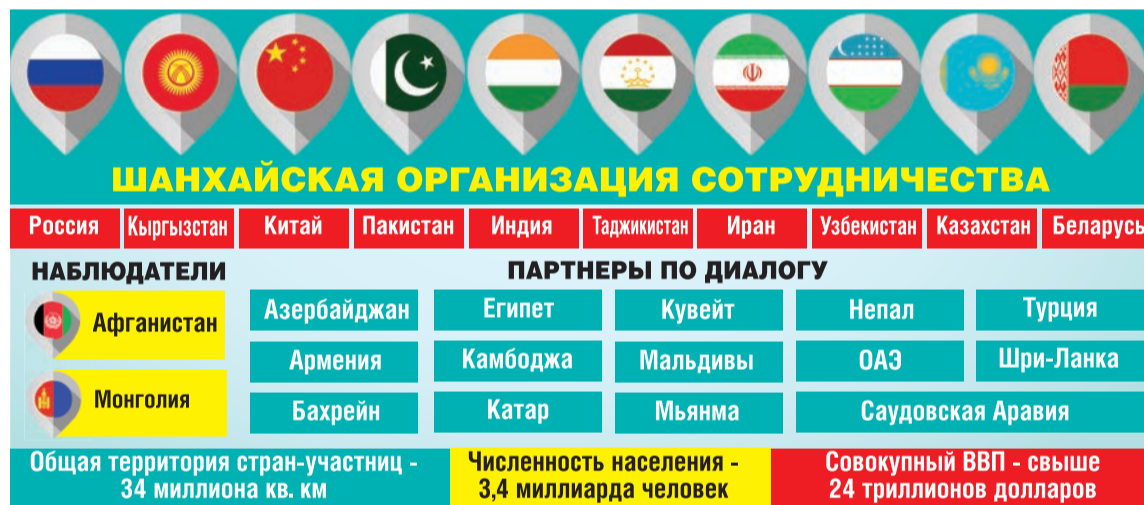 ШАНХАЙСКАЯ ОРГАНИЗАЦИЯ СОТРУДНИЧЕСТВА
Россия Кыргызстан Китай Пакистан Индия Таджикистан Иран Узбекистан Казахстан Беларусь
НАБЛЮДАТЕЛИ
Афганистан
Монголия
ПАРТНЕРЫ ПО ДИАЛОГУ
Азербайджан Египет Кувейт Непал Турция
Армения Камбоджа Мальдивы ОАЭ Шри-Ланка
Бахрейн Катар Мьянма Саудовская Аравия
Общая территория стран-участниц -
34 миллиона кв. км
Численность населения -
3,4 миллиарда человек
Совокупный ВВП - свыше
24 триллионов долларов